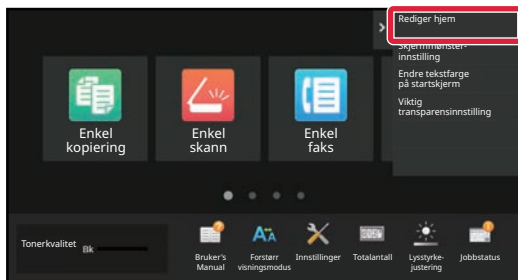 Rediger hjem
Skjermmønster-
innstilling
Endre tekstfarge
på startskjerm
Viktig
transparensinnstilling
Enkel
kopiering
Enkel
skann
Enkel
faks
Tonerkvalitet
Bk
Bruker's
Manual
Forstørr
visningsmodus
Innstillinger
Totalantall
Lysstyrke-
justering
Jobbstatus